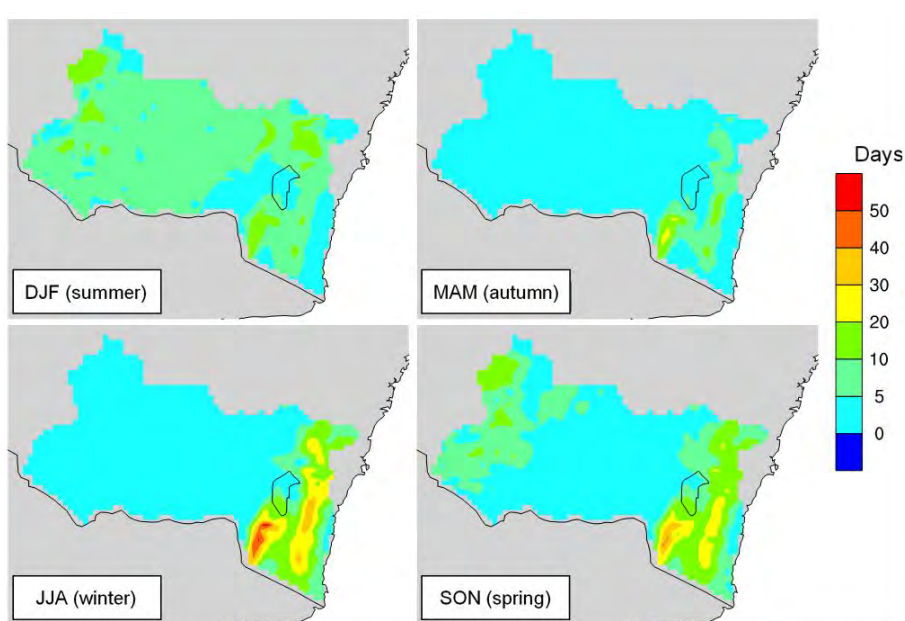 DJF (summer)
MAM (autumn)
JJA (winter)
SON (spring)
Days
50
40
30
20
10
5
0